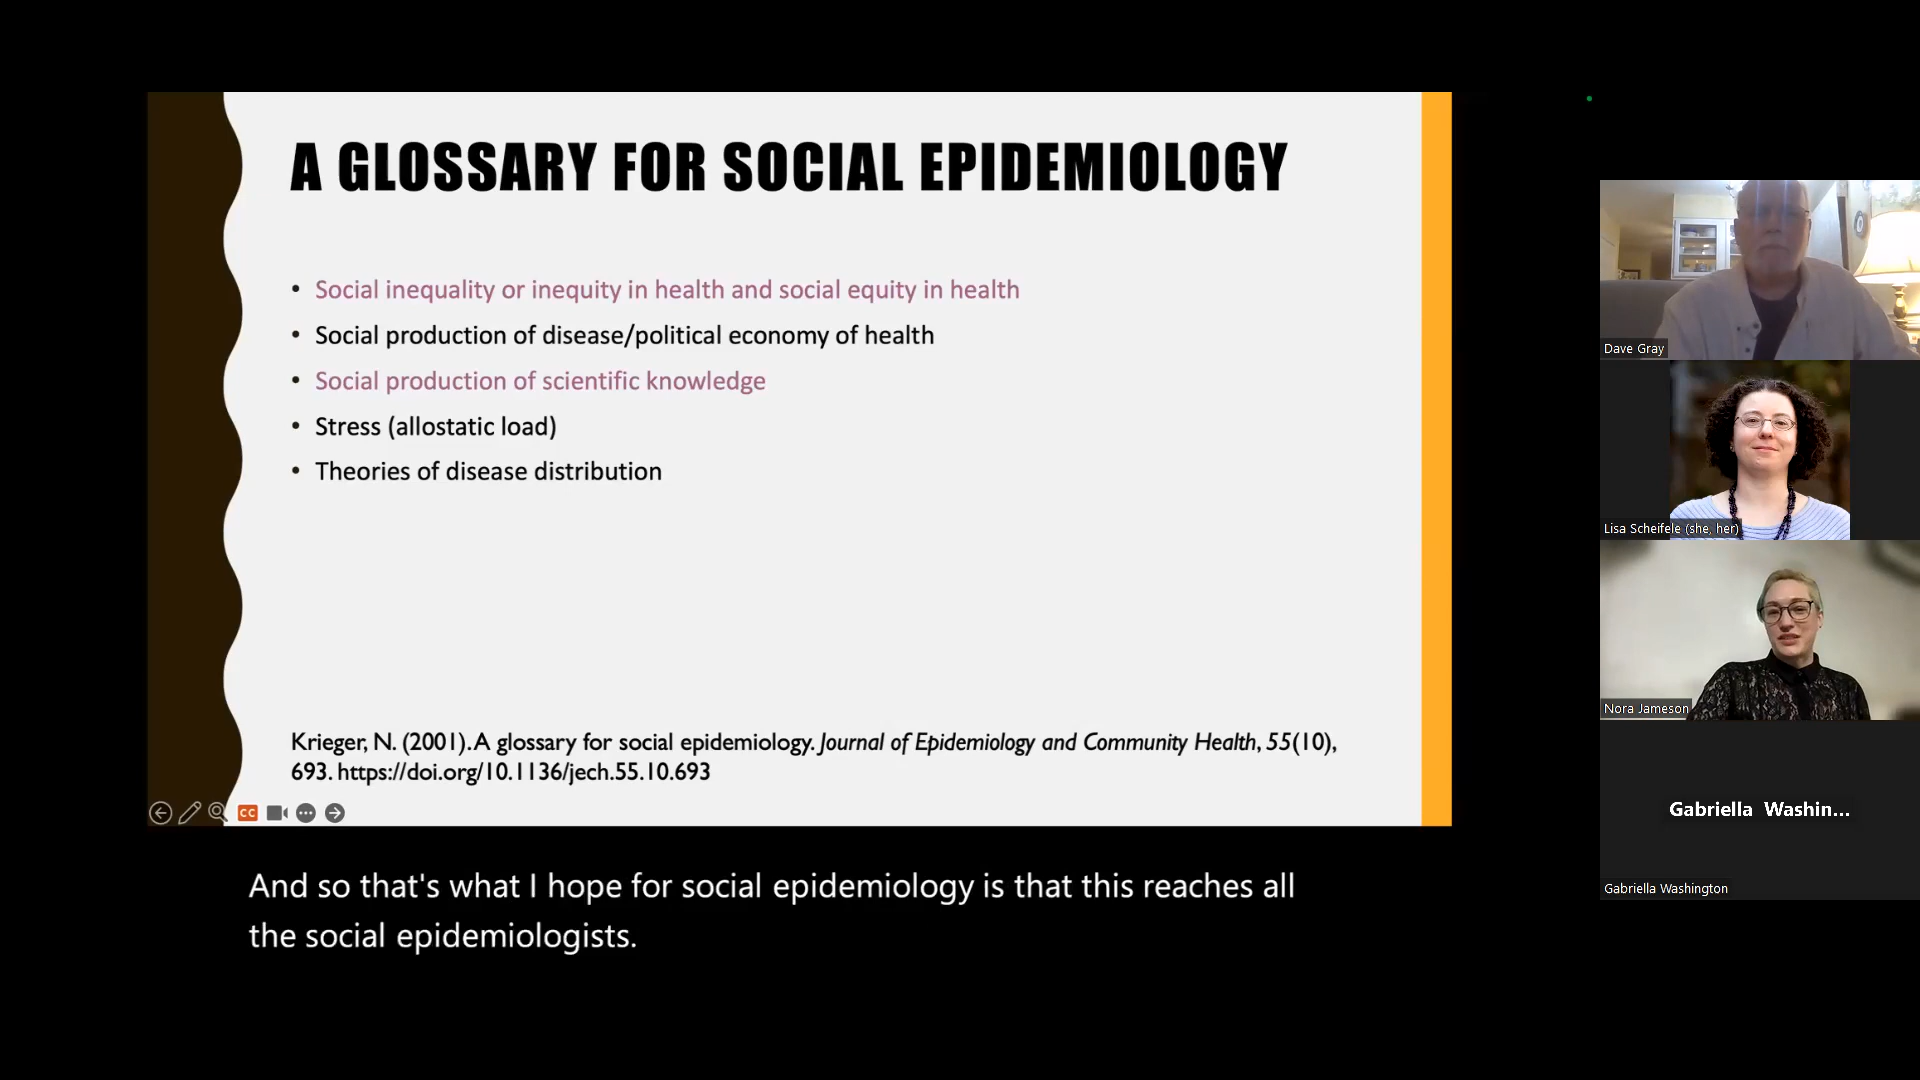 A GLOSSARY FOR SOCIAL EPIDEMIOLOGY
• Social inequality or inequity in health and social equity in health
• Social production of disease/political economy of health
• Social production of scientific knowledge
• Stress (allostatic load)
• Theories of disease distribution
Krieger, N. (2001). A glossary for social epidemiology. Journal of Epidemiology and Community Health, 55(10),
693. https://doi.org/10.1136/jech.55.10.693
CC
And so that's what I hope for social epidemiology is that this reaches all
the social epidemiologists.
Dave Gray
Lisa Scheifele (she, her)
Nora Jameson
Gabriella Washin...
Gabriella Washington